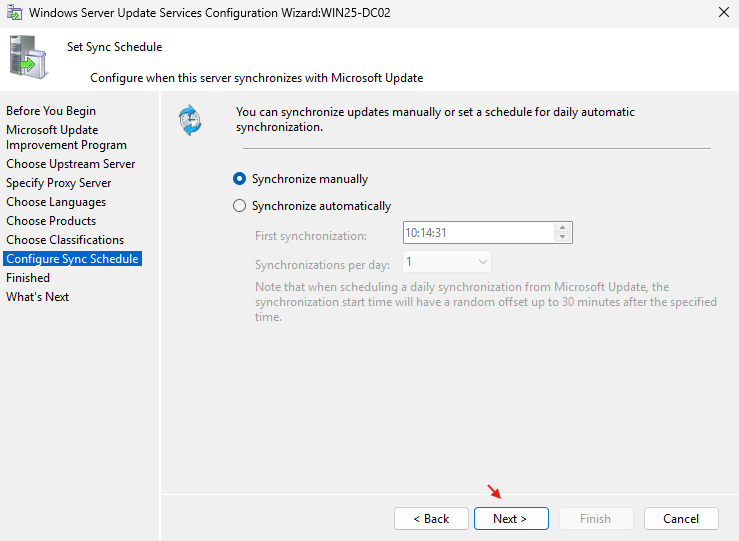 Windows Server Update Services Configuration Wizard:WIN25-DC02
Set Sync Schedule
Configure when this server synchronizes with Microsoft Update
Before You Begin
Microsoft Update
Improvement Program
Choose Upstream Server
Specify Proxy Server
Choose Languages
Choose Products
Choose Classifications
Configure Sync Schedule
Finished
What's Next
You can synchronize updates manually or set a schedule for daily automatic
synchronization.
Synchronize manually
Synchronize automatically
First synchronization: 10:14:31
Synchronizations per day: 1
Note that when scheduling a daily synchronization from Microsoft Update, the
synchronization start time will have a random offset up to 30 minutes after the specified
time.
< Back Next > Finish Cancel